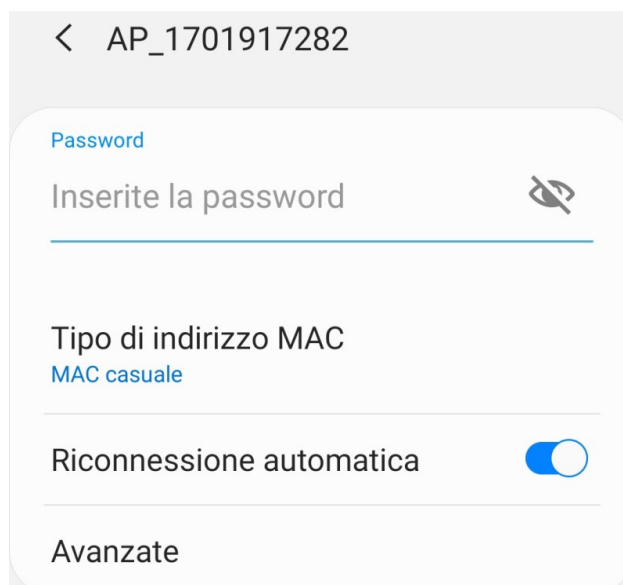 AP_1701917282
Password
Inserite la password
Tipo di indirizzo MAC
MAC casuale
Riconnessione automatica
Avanzate